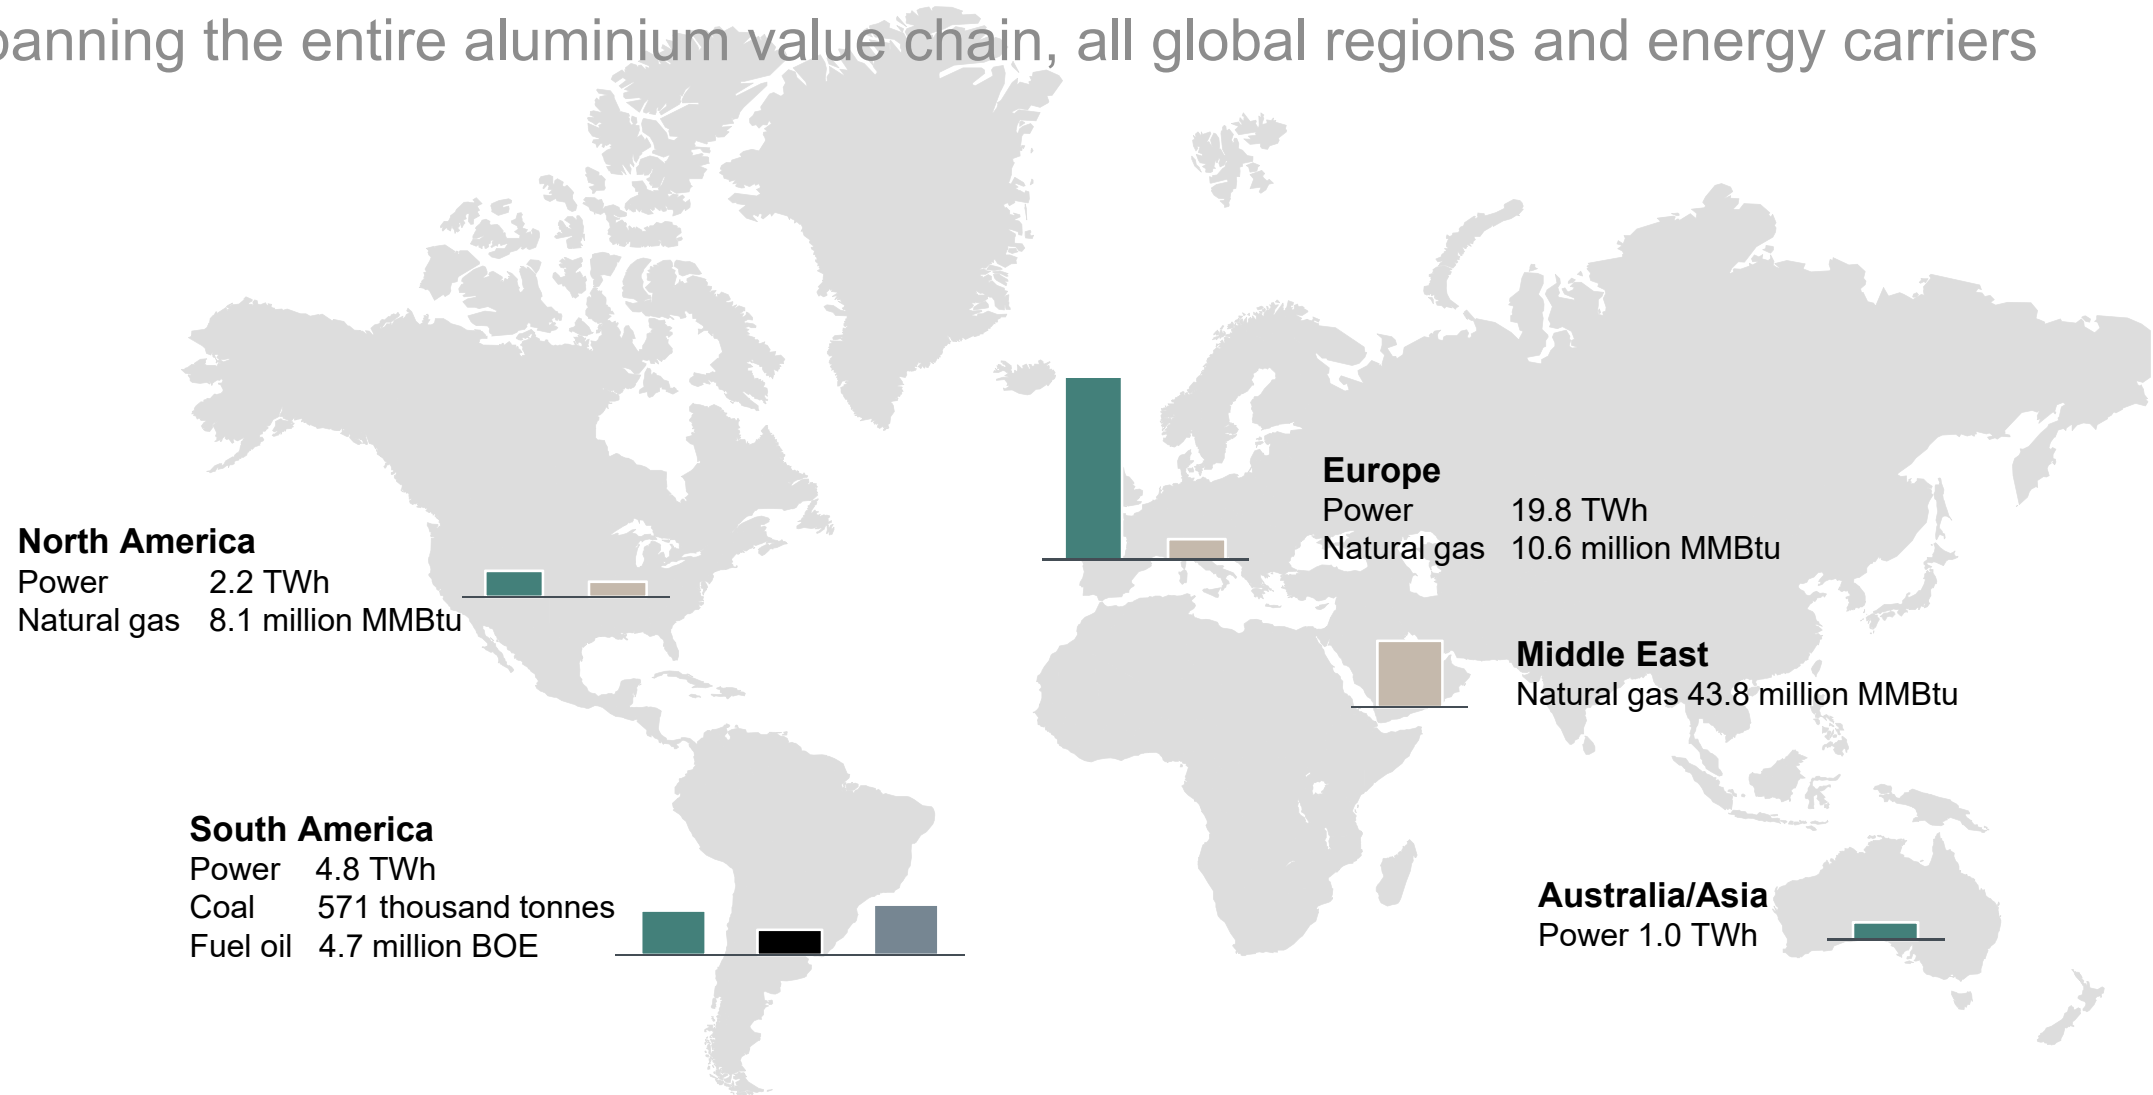 the entire aluminium value chain, all global regions and energy carriers
Europe
Power 19.8 TWh
Natural gas 10.6 million MMBtu
North America
Power 2.2 TWh
Natural gas 8.1 million MMBtu
Middle East
Natural gas 43.8 million MMBtu
South America
Power 4.8 TWh
Coal 571 thousand tonnes
Fuel oil 4.7 million BOE
Australia/Asia
Power 1.0 TWh